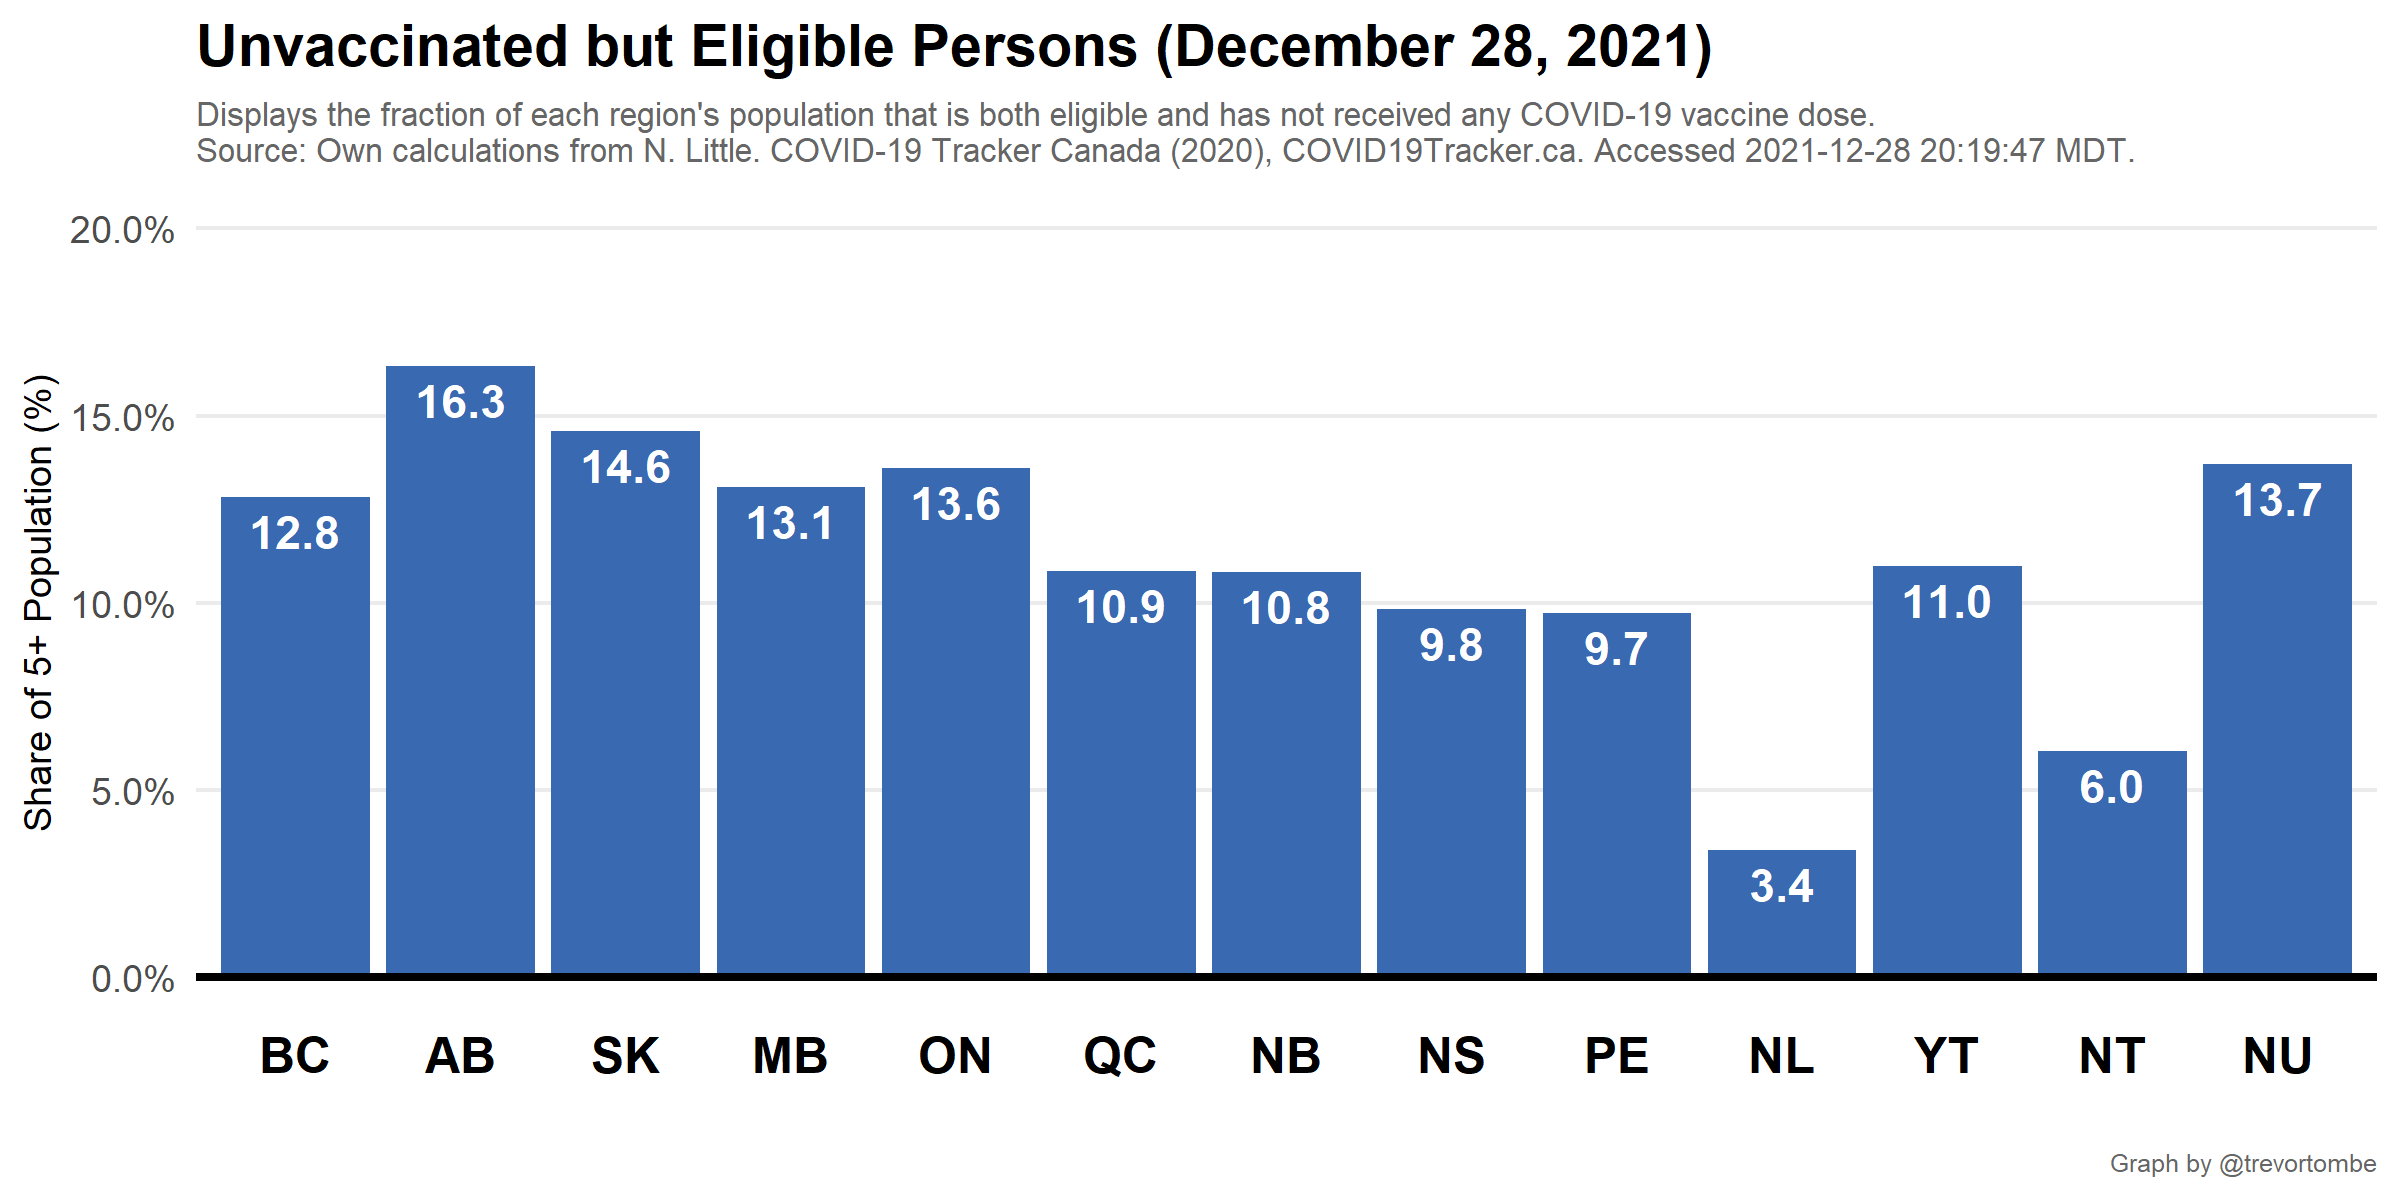 Unvaccinated but Eligible Persons (December 28, 2021)
Displays the fraction of each region's population that is both eligible and has not received any COVID-19 vaccine dose.
Source: Own calculations from N. Little. COVID-19 Tracker Canada (2020), COVID19Tracker.ca. Accessed 2021-12-28 20:19:47 MDT.
Share of 5+ Population (%)
20.0%
15.0%
10.0%
5.0%
0.0%
12.8
16.3
14.6
13.1
13.6
10.9
10.8
9.8
9.7
3.4
11.0
6.0
13.7
BC
AB
SK
MB
ON
QC
NB
NS
PE
NL
YT
NT
NU
Graph by @trevortombe